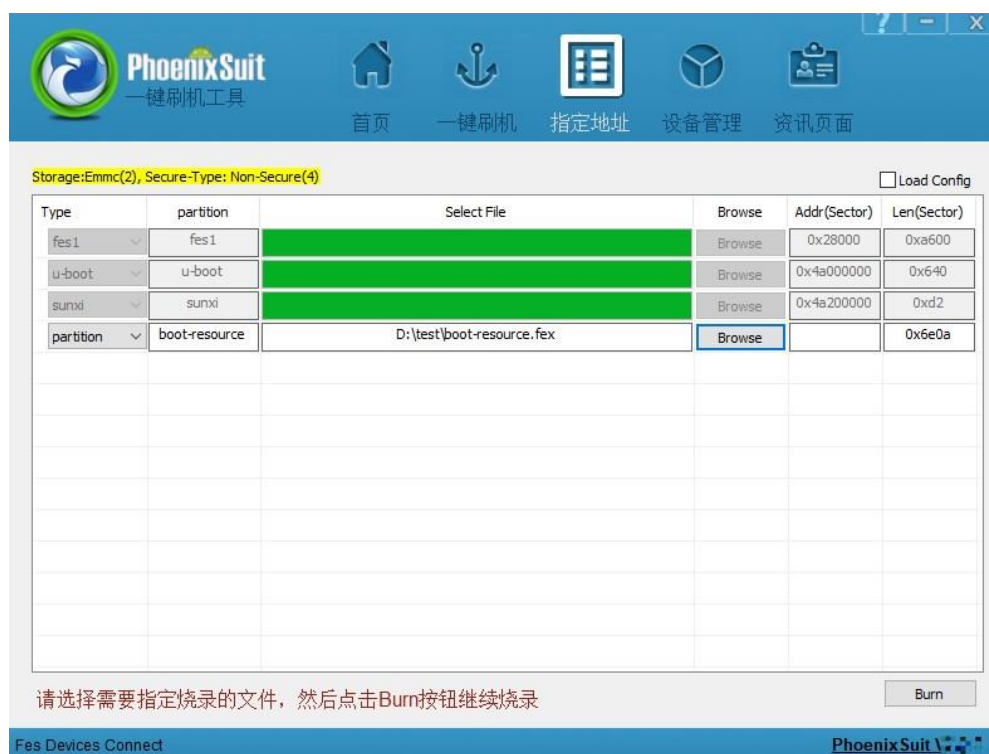 ? — X
PhoenixSuit
一键刷机工具
首页 一键刷机 指定地址 设备管理 资讯页面
Storage:Emmc(2), Secure-Type: Non-Secure(4)
Load Config
Type partition Select File Browse Addr(Sector) Len(Sector)
fes1 fes1 Browse 0x28000 0xa600
u-boot u-boot Browse 0x4a000000 0x640
sunxi sunxi Browse 0x4a200000 0xd2
partition boot-resource D:\test\boot-resource.fex Browse 0x6e0a
请选择需要指定烧录的文件，然后点击Burn按钮继续烧录
Burn
Fes Devices Connect PhoenixSuit